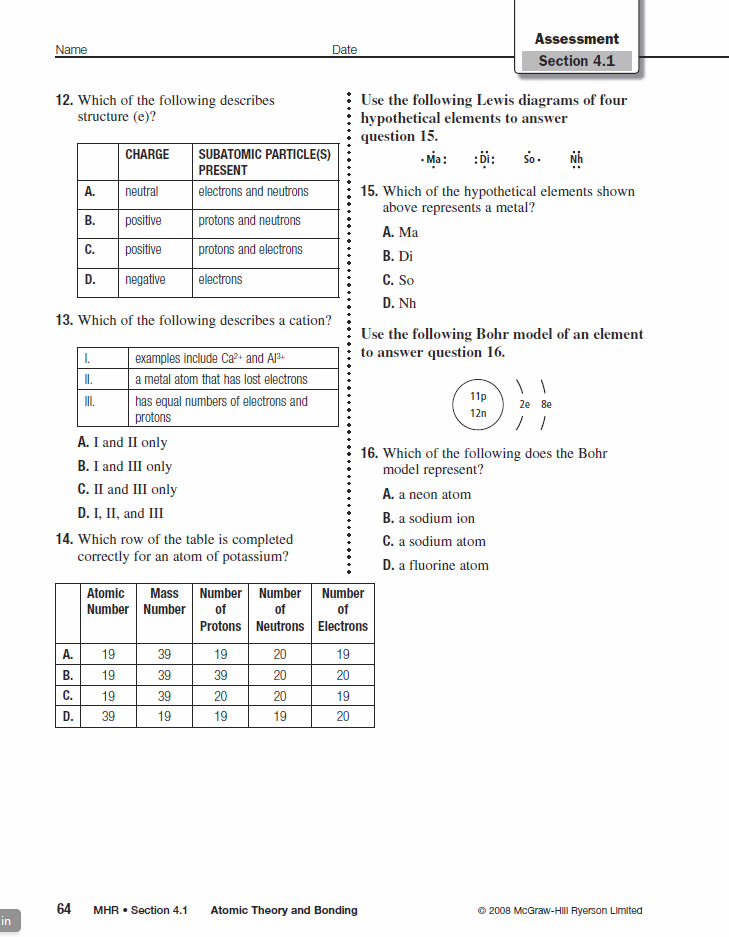 Name
Date
Assessment
Section 4.1
12. Which of the following describes
structure (e)?
CHARGE SUBATOMIC PARTICLE(S)
PRESENT
A. neutral electrons and neutrons
B. positive protons and neutrons
C. positive protons and electrons
D. negative electrons
13. Which of the following describes a cation?
I. examples include Ca²⁺ and Al³⁺
II. a metal atom that has lost electrons
III. has equal numbers of electrons and
protons
A. I and II only
B. I and III only
C. II and III only
D. I, II, and III
14. Which row of the table is completed
correctly for an atom of potassium?
Atomic Mass Number Number Number
Number Number of of of
Protons Neutrons Electrons
A. 19 39 19 20 19
B. 19 39 39 20 20
C. 19 39 20 20 19
D. 39 19 19 19 20
Use the following Lewis diagrams of four
hypothetical elements to answer
question 15.
Ma Di So Nh
15. Which of the hypothetical elements shown
above represents a metal?
A. Ma
B. Di
C. So
D. Nh
Use the following Bohr model of an element
to answer question 16.
11p
12n
2e 8e
16. Which of the following does the Bohr
model represent?
A. a neon atom
B. a sodium ion
C. a sodium atom
D. a fluorine atom
64 MHR • Section 4.1 Atomic Theory and Bonding
© 2008 McGraw-Hill Ryerson Limited
in